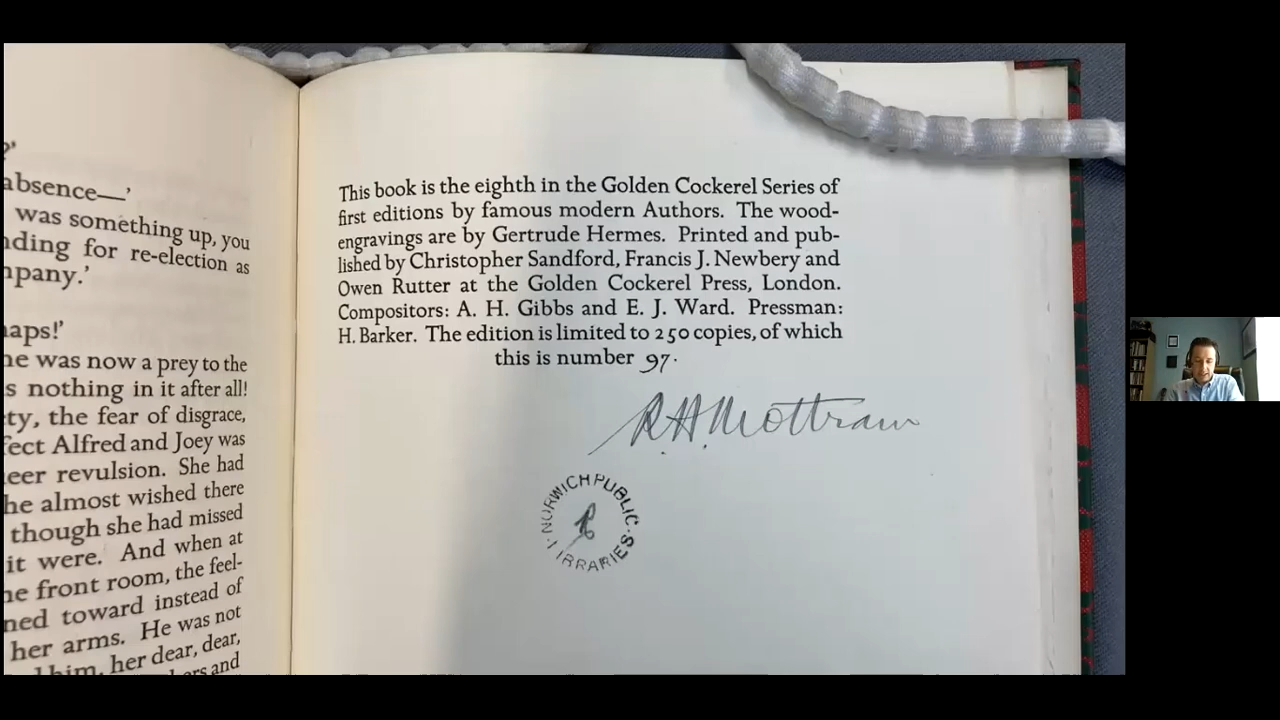 ?’
absence—’
was something up, you
nding for re-election as
mpany.’
naps!’
he was now a prey to the
s nothing in it after all!
ty, the fear of disgrace,
fect Alfred and Joey was
eer revulsion. She had
he almost wished there
though she had missed
it were. And when at
ne front room, the feel-
ned toward instead of
her arms. He was not
him, her dear, dear,
ers and
This book is the eighth in the Golden Cockerel Series of
first editions by famous modern Authors. The wood-
engravings are by Gertrude Hermes. Printed and pub-
lished by Christopher Sandford, Francis J. Newbery and
Owen Rutter at the Golden Cockerel Press, London.
Compositors: A. H. Gibbs and E. J. Ward. Pressman:
H. Barker. The edition is limited to 250 copies, of which
this is number 97.
R.H. Mottram
NORWICH PUBLIC LIBRARIES